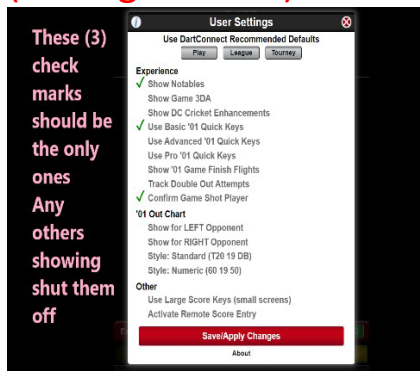 User Settings
These (3)
check
marks
should be
the only
ones
Any
others
showing
shut them
off
Use DartConnect Recommended Defaults
Play League Tourney
Experience
Show Notables
Show Game 3DA
Show DC Cricket Enhancements
Use Basic '01 Quick Keys
Use Advanced '01 Quick Keys
Use Pro '01 Quick Keys
Show '01 Game Finish Flights
Track Double Out Attempts
Confirm Game Shot Player
'01 Out Chart
Show for LEFT Opponent
Show for RIGHT Opponent
Style: Standard (T20 19 DB)
Style: Numeric (60 19 50)
Other
Use Large Score Keys (small screens)
Activate Remote Score Entry
Save/Apply Changes
About